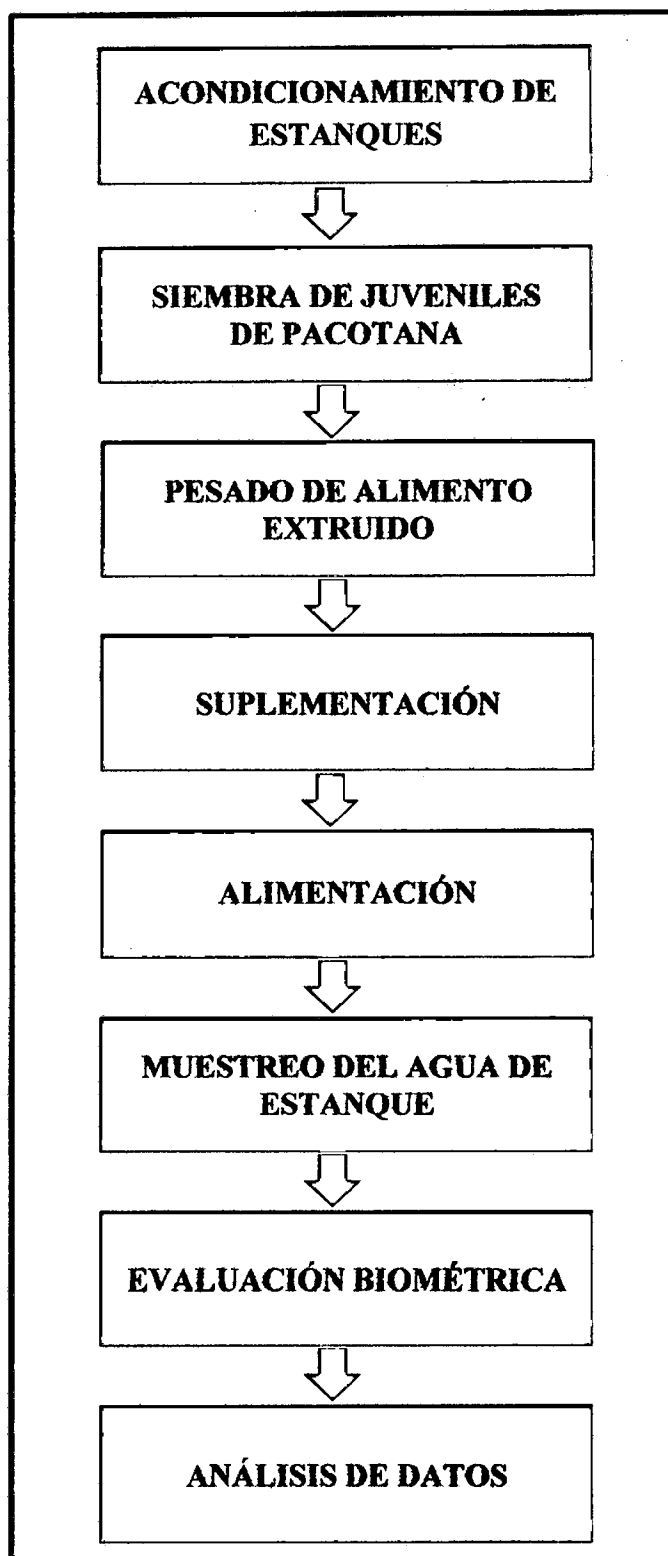 ACONDICIONAMIENTO DE
ESTANQUES
SIEMBRA DE JUVENILES
DE PACOTANA
PESADO DE ALIMENTO
EXTRUIDO
SUPLEMENTACIÓN
ALIMENTACIÓN
MUESTREO DEL AGUA DE
ESTANQUE
EVALUACIÓN BIOMÉTRICA
ANÁLISIS DE DATOS